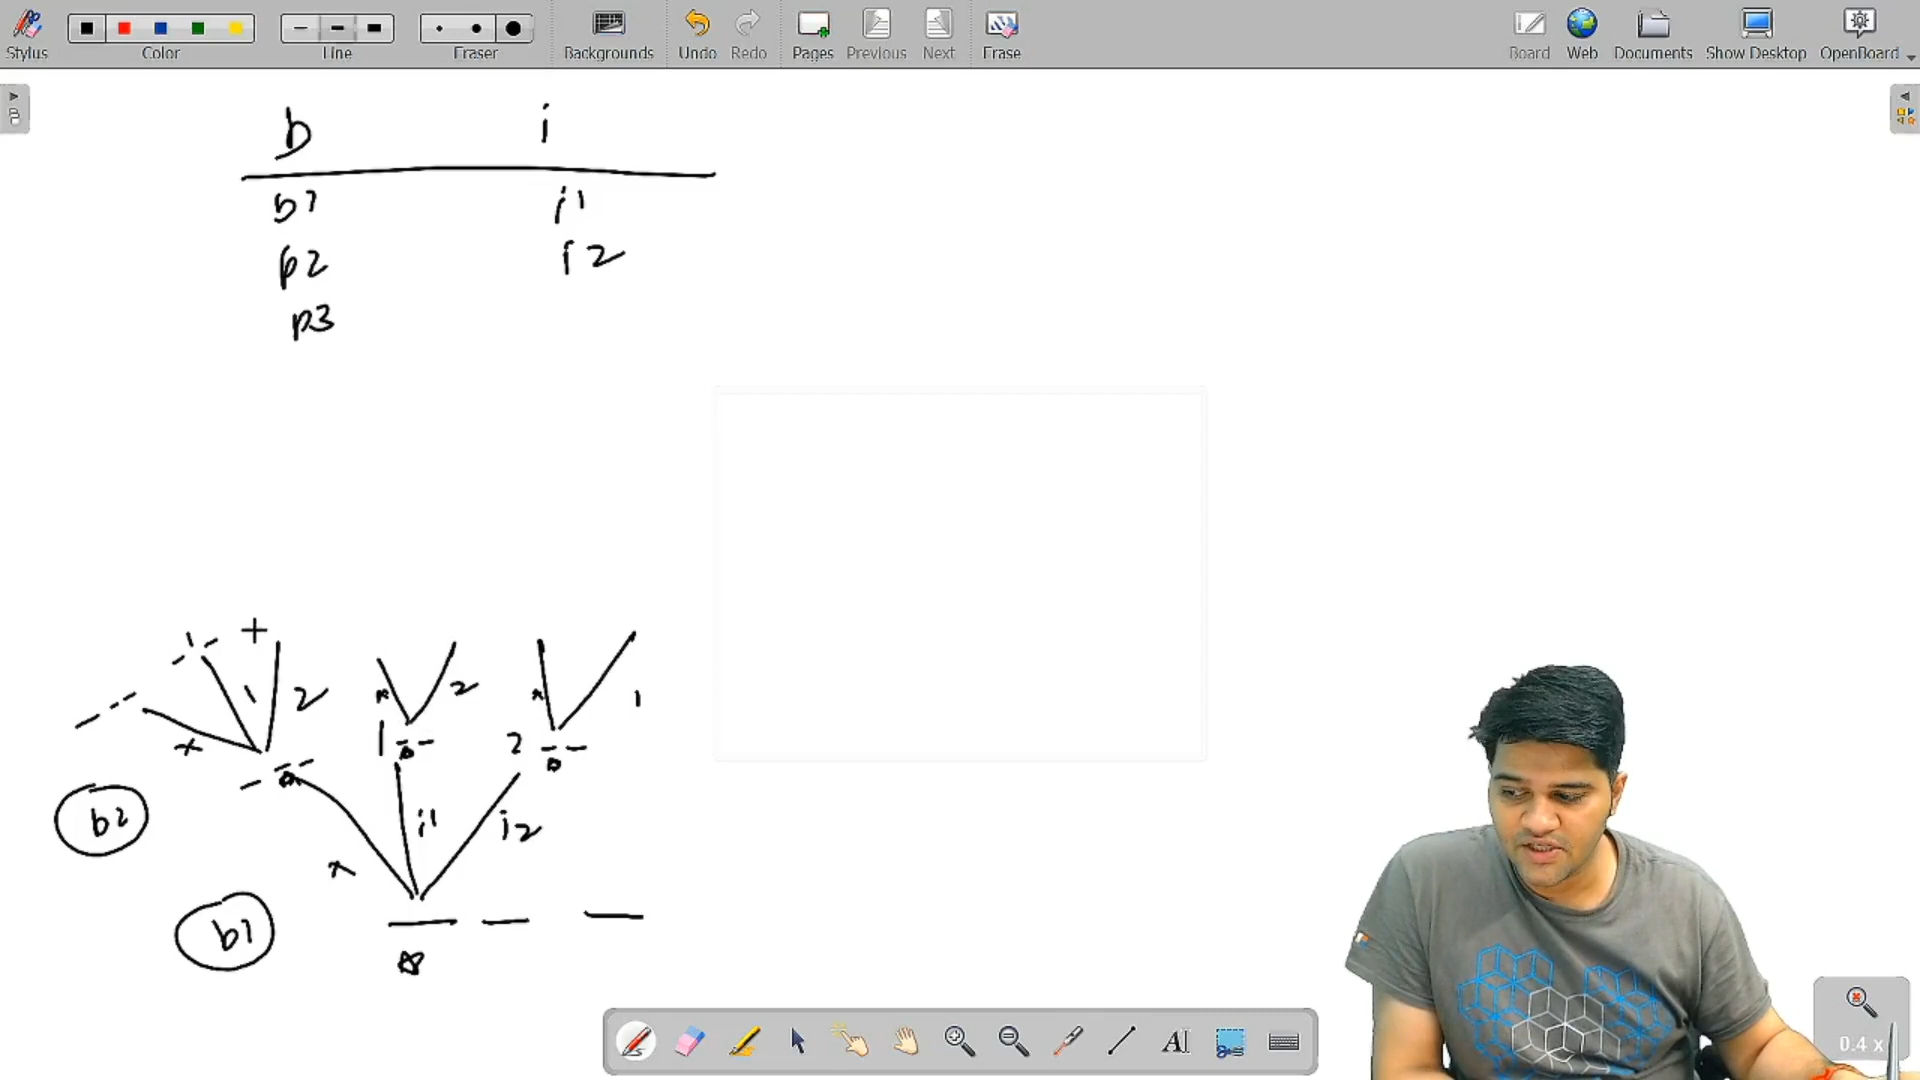 Stylus Color Line Eraser Backgrounds Undo Redo Pages Previous Next Erase Board Web Documents Show Desktop OpenBoard
b i
b1 i1
b2 i2
b3
1 +
x 1 2 x 2 x 1
- - - 1 - - 2 - -
b2 i1 i2
x
b1
0.4 x